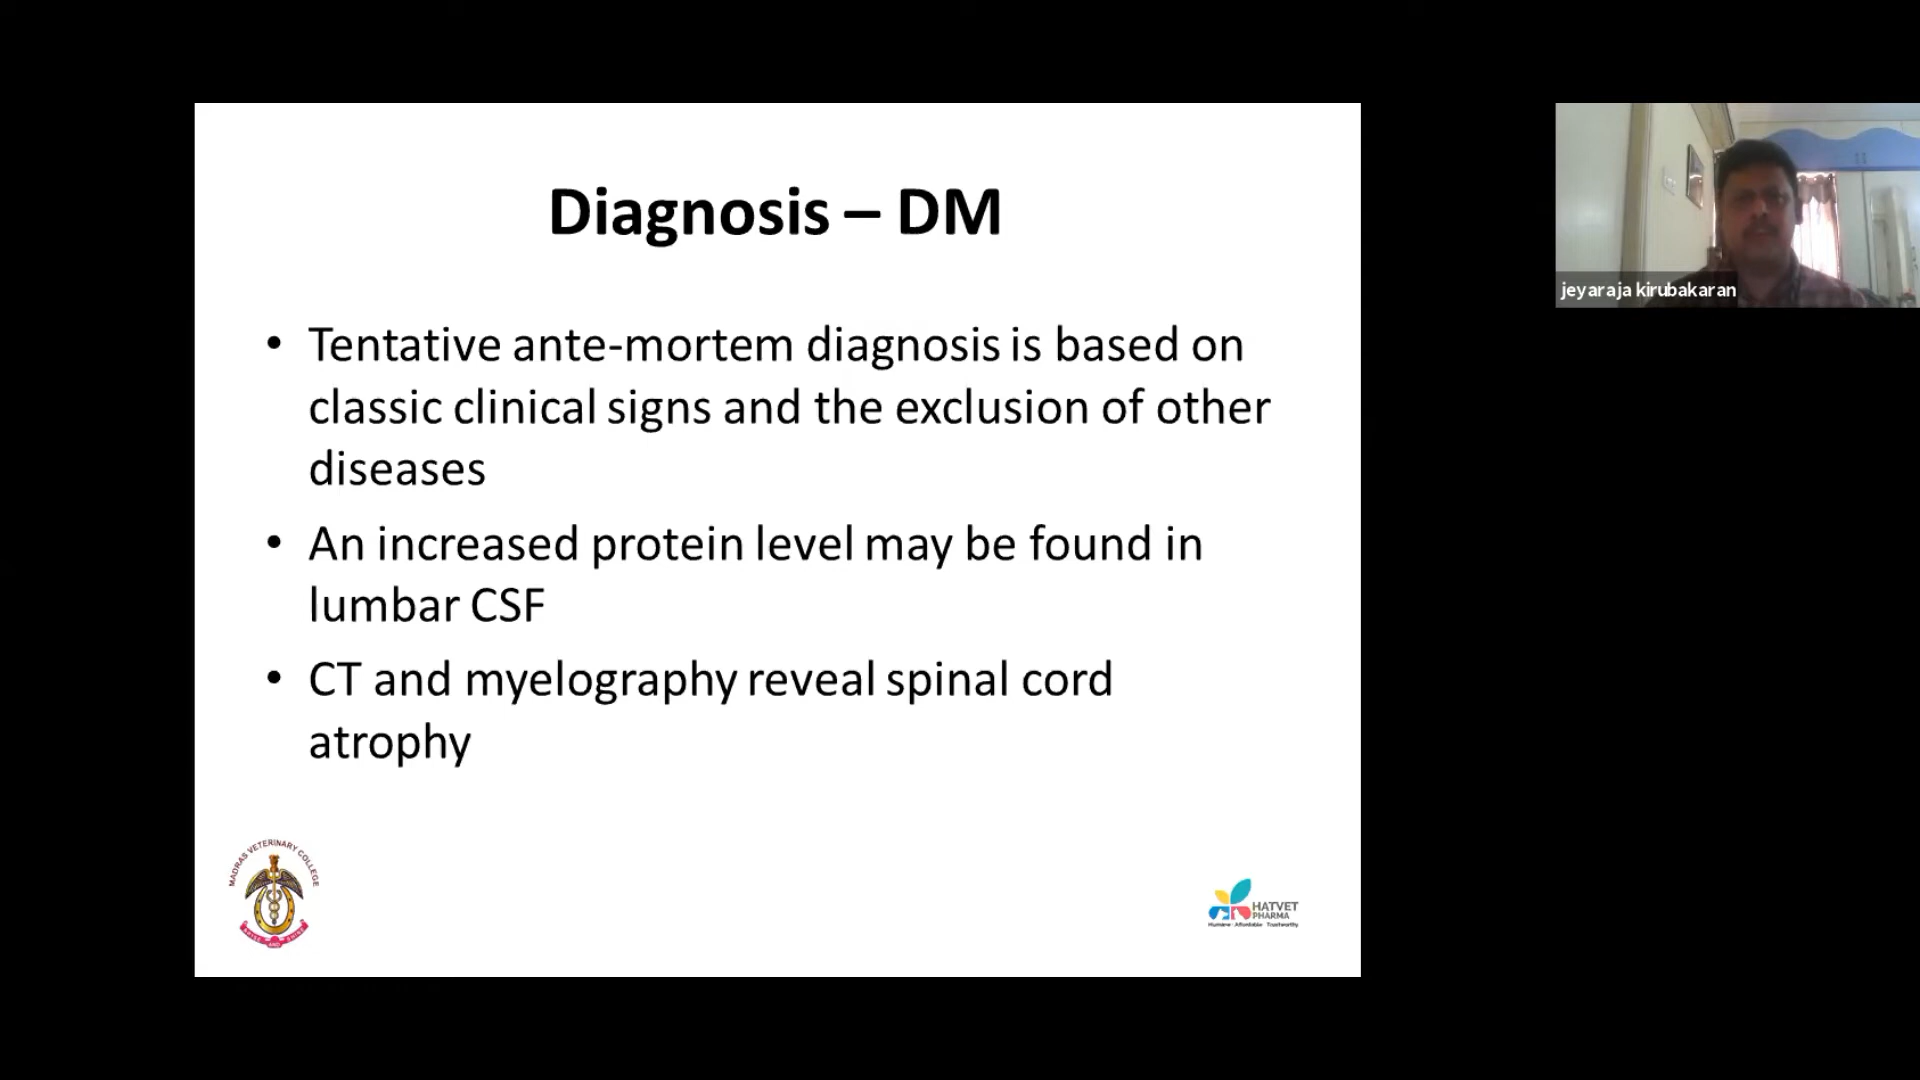 Diagnosis – DM
• Tentative ante-mortem diagnosis is based on
classic clinical signs and the exclusion of other
diseases
• An increased protein level may be found in
lumbar CSF
• CT and myelography reveal spinal cord
atrophy
jeyaraja kirubakaran
MADRAS VETERINARY COLLEGE
HATVET
PHARMA
Humane · Affordable · Trustworthy